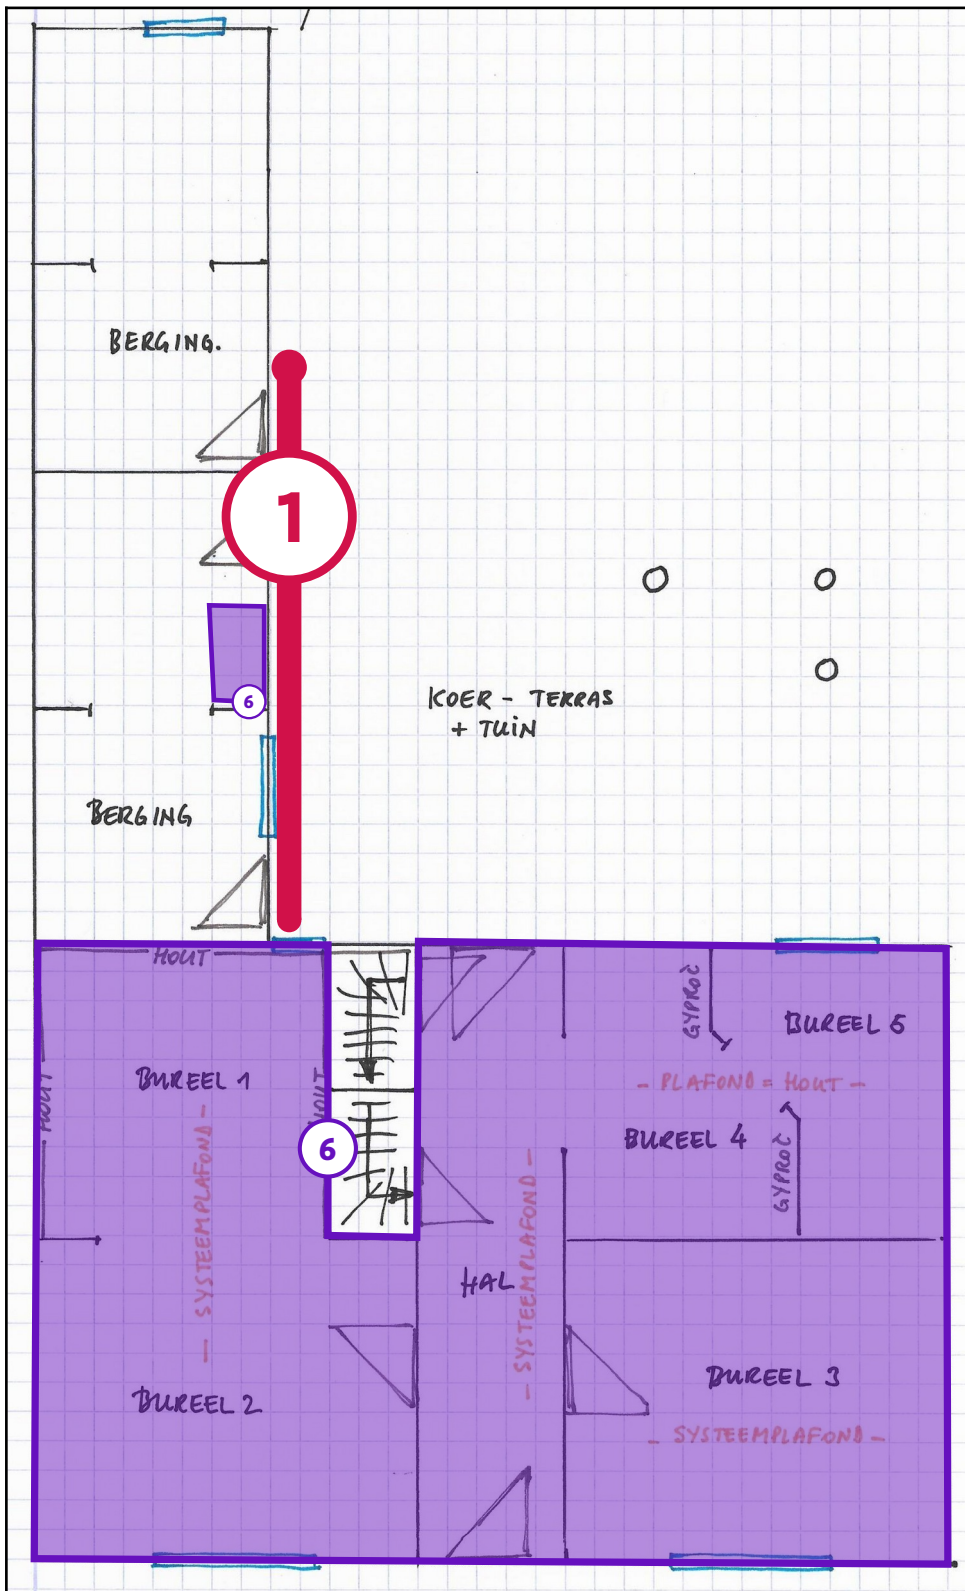 BERGING.
1
6
KOER - TERRAS
+ TUIN
BERGING
HOUT
GYPROC
BUREEL 5
BUREEL 1
HOUT
HOUT
- PLAFOND = HOUT -
- SYSTEEMPLAFOND -
6
BUREEL 4
GYPROC
- SYSTEEMPLAFOND -
HAL
BUREEL 3
BUREEL 2
- SYSTEEMPLAFOND -